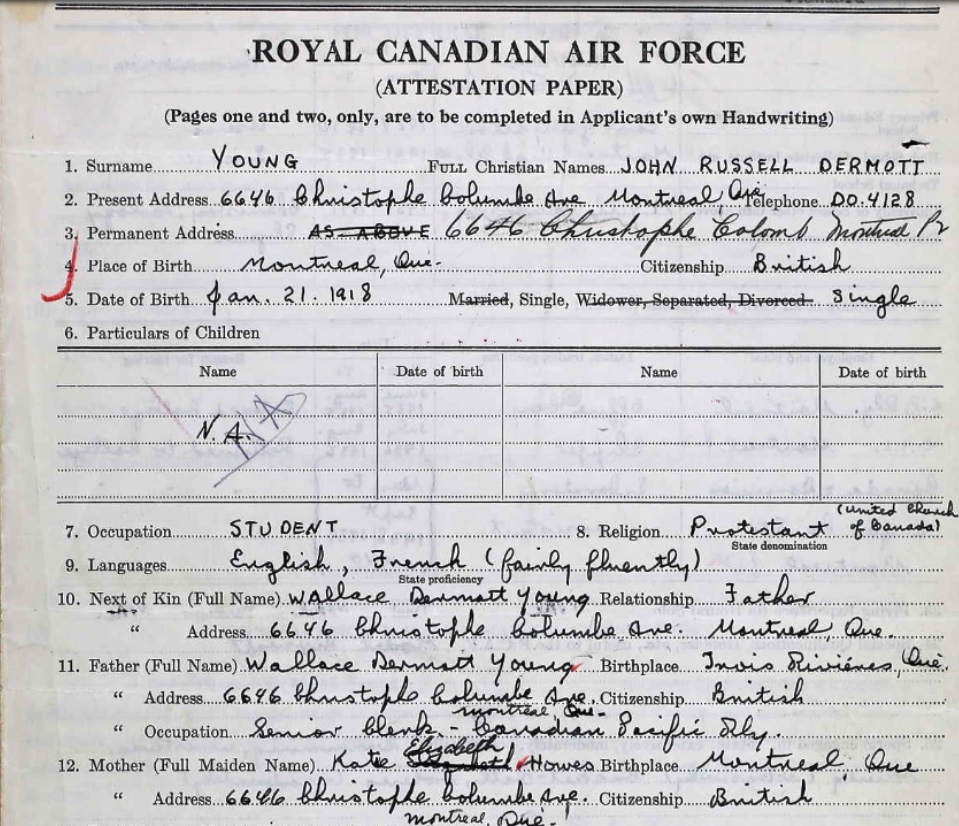 ROYAL CANADIAN AIR FORCE
(ATTESTATION PAPER)
(Pages one and two, only, are to be completed in Applicant's own Handwriting)
1. Surname YOUNG Full Christian Names JOHN RUSSELL DERMOTT
2. Present Address 6646 Christophe Columbe Ave Montreal, Que. Telephone DO.4128
3. Permanent Address AS ABOVE 6646 Christophe Colomb Montreal P2
4. Place of Birth Montreal, Que. Citizenship British
5. Date of Birth Jan. 21. 1918 Married, Single, Widower, Separated, Divorced single
6. Particulars of Children
Name Date of birth Name Date of birth
N.A. N A
(United Church
7. Occupation STUDENT 8. Religion Protestant of Canada)
State denomination
9. Languages English, French (fairly fluently)
State proficiency
10. Next of Kin (Full Name) Wallace Dermott Young Relationship Father
" Address 6646 Christophe Columbe Ave. Montreal, Que.
11. Father (Full Name) Wallace Dermott Young Birthplace Trois Rivières, Que.
" Address 6646 Christophe Columbe Ave. Citizenship British
Montreal, Que.
" Occupation Senior Clerk - Canadian Pacific Rly.
Elizabeth
12. Mother (Full Maiden Name) Kate Howes Birthplace Montreal, Que
" Address 6646 Christophe Columbe Ave. Citizenship British
Montreal, Que.